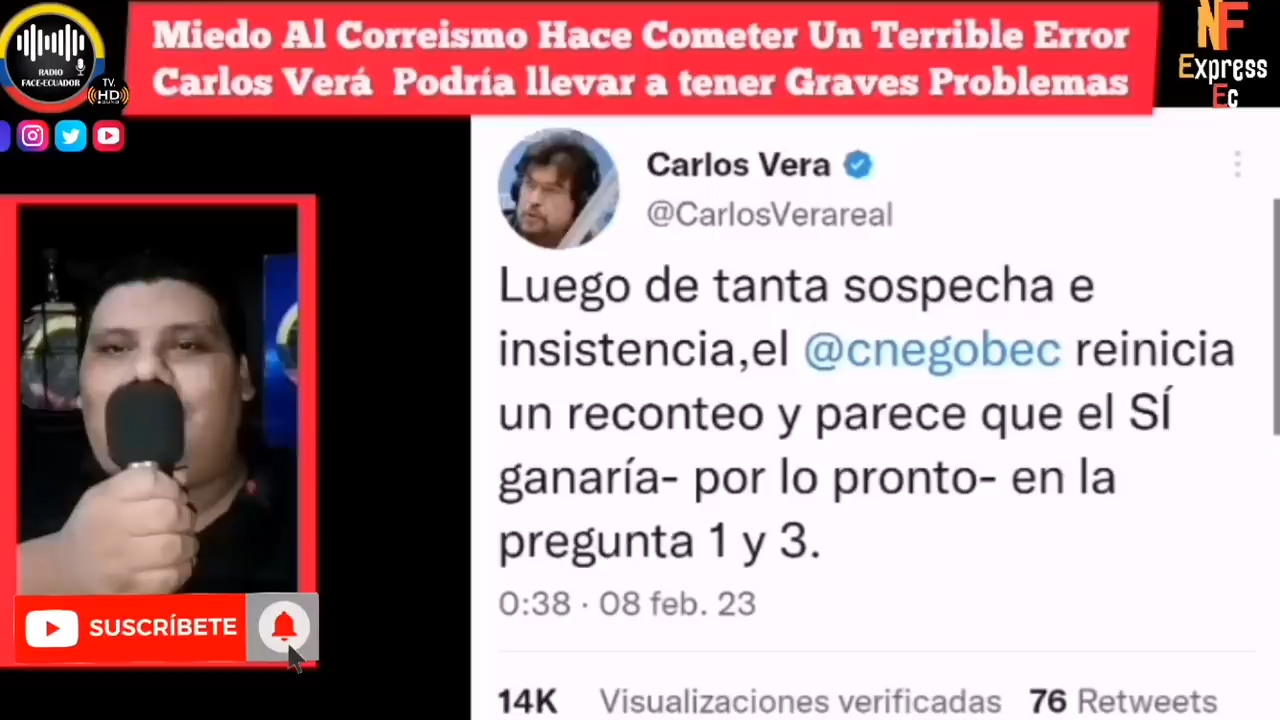 Miedo Al Correismo Hace Cometer Un Terrible Error
Carlos Verá Podría llevar a tener Graves Problemas
RADIO
FACE-ECUADOR
TV.
HD
NF
Express
Ec
Carlos Vera
@CarlosVerareal
Luego de tanta sospecha e
insistencia,el @cnegobec reinicia
un reconteo y parece que el SÍ
ganaría- por lo pronto- en la
pregunta 1 y 3.
0:38 · 08 feb. 23
14K Visualizaciones verificadas 76 Retweets
SUSCRÍBETE